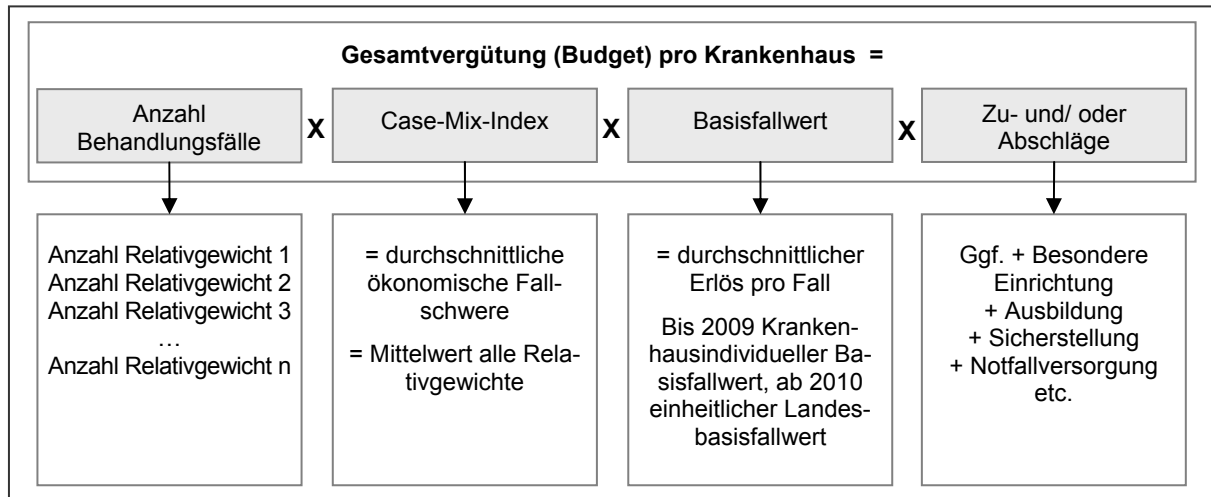 Gesamtvergütung (Budget) pro Krankenhaus =
Anzahl
Behandlungsfälle
X
Case-Mix-Index
X
Basisfallwert
X
Zu- und/ oder
Abschläge
Anzahl Relativgewicht 1
Anzahl Relativgewicht 2
Anzahl Relativgewicht 3
…
Anzahl Relativgewicht n
= durchschnittliche
ökonomische Fall-
schwere
= Mittelwert alle Rela-
tivgewichte
= durchschnittlicher
Erlös pro Fall
Bis 2009 Kranken-
hausindividueller Ba-
sisfallwert, ab 2010
einheitlicher Landes-
basisfallwert
Ggf. + Besondere
Einrichtung
+ Ausbildung
+ Sicherstellung
+ Notfallversorgung
etc.